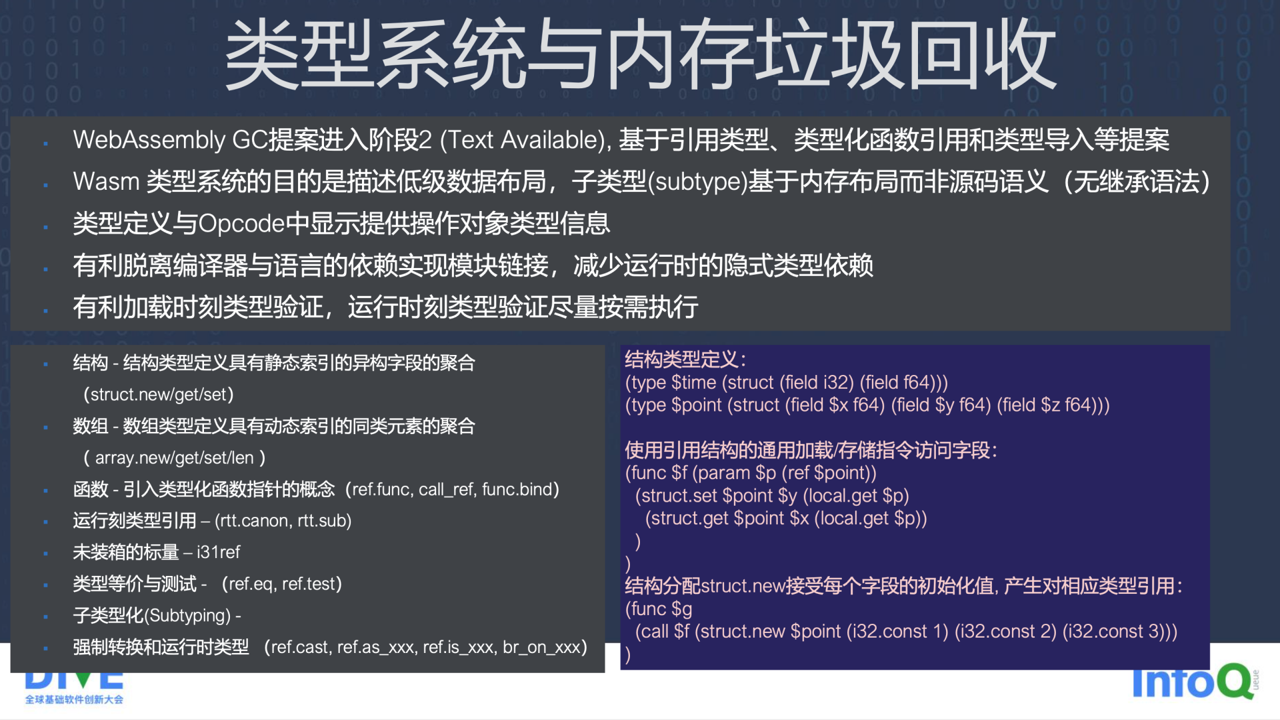 类型系统与内存垃圾回收
WebAssembly GC提案进入阶段2 (Text Available), 基于引用类型、类型化函数引用和类型导入等提案
Wasm 类型系统的目的是描述低级数据布局，子类型(subtype)基于内存布局而非源码语义（无继承语法）
类型定义与Opcode中显示提供操作对象类型信息
有利脱离编译器与语言的依赖实现模块链接，减少运行时的隐式类型依赖
有利加载时刻类型验证，运行时刻类型验证尽量按需执行
结构 - 结构类型定义具有静态索引的异构字段的聚合
（struct.new/get/set）
数组 - 数组类型定义具有动态索引的同类元素的聚合
（ array.new/get/set/len ）
函数 - 引入类型化函数指针的概念（ref.func, call_ref, func.bind）
运行刻类型引用 – (rtt.canon, rtt.sub)
未装箱的标量 – i31ref
类型等价与测试 - （ref.eq, ref.test）
子类型化(Subtyping) -
强制转换和运行时类型 （ref.cast, ref.as_xxx, ref.is_xxx, br_on_xxx）
结构类型定义：
(type $time (struct (field i32) (field f64)))
(type $point (struct (field $x f64) (field $y f64) (field $z f64)))
使用引用结构的通用加载/存储指令访问字段：
(func $f (param $p (ref $point))
(struct.set $point $y (local.get $p)
(struct.get $point $x (local.get $p))
)
)
结构分配struct.new接受每个字段的初始化值, 产生对相应类型引用：
(func $g
(call $f (struct.new $point (i32.const 1) (i32.const 2) (i32.const 3)))
)
DIVE
全球基础软件创新大会
InfoQ